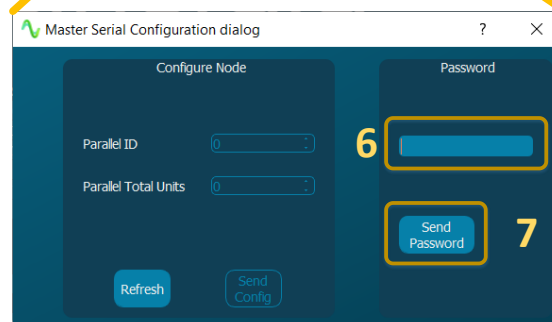 Master Serial Configuration dialog
?
Configure Node
Password
Parallel ID
0
6
Parallel Total Units
0
Send
Password
7
Refresh
Send
Config